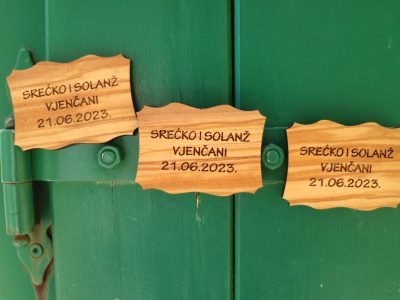 SREĆKO I SOLANŽ
VJENČANI
21.06.2023.
SREĆKO I SOLANŽ
VJENČANI
21.06.2023.
SREĆKO I SOLANŽ
VJENČANI
21.06.2023.